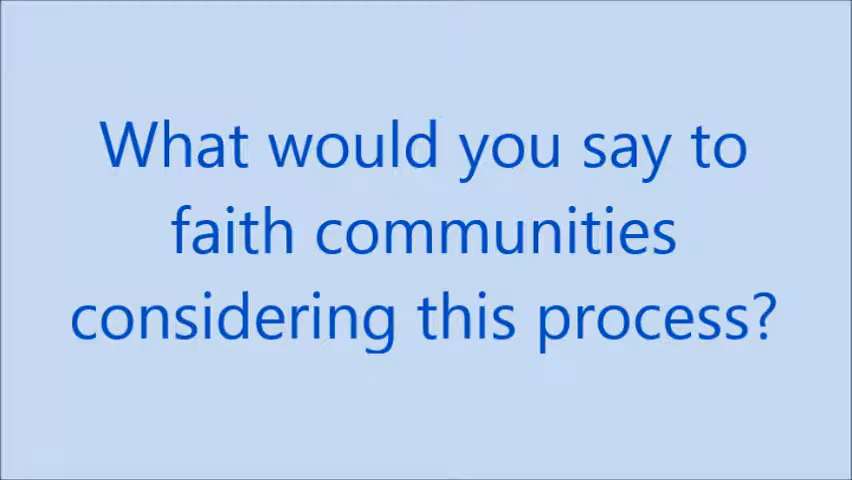 What would you say to
faith communities
considering this process?